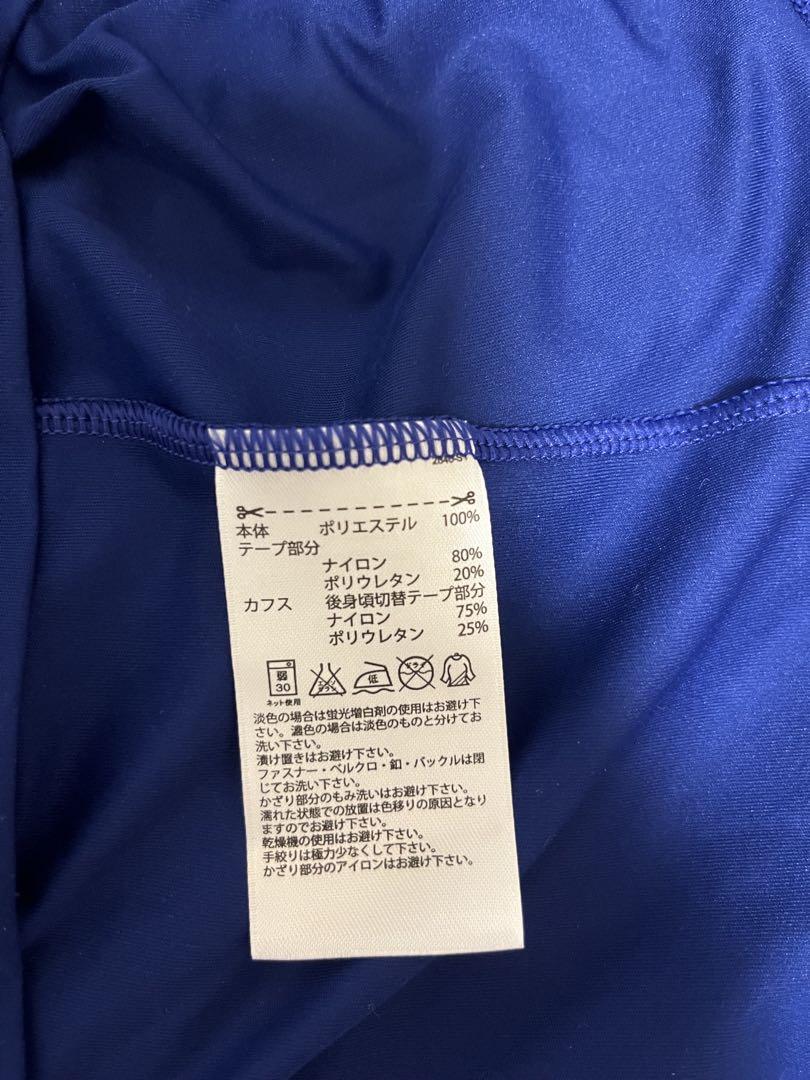 本体 ポリエステル 100%
テープ部分
ナイロン 80%
ポリウレタン 20%
カフス 後身頃切替テープ部分
ナイロン 75%
ポリウレタン 25%
弱
30
エンソ
サラシ
低
ドライ
ネット使用
淡色の場合は蛍光増白剤の使用はお避け下
さい。濃色の場合は淡色のものと分けてお
洗い下さい。
漬け置きはお避け下さい。
ファスナー・ベルクロ・釦・バックルは閉
じてお洗い下さい。
かざり部分のもみ洗いはお避け下さい。
濡れた状態での放置は色移りの原因となり
ますのでお避け下さい。
乾燥機の使用はお避け下さい。
手絞りは極力少なくして下さい。
かざり部分のアイロンはお避け下さい。